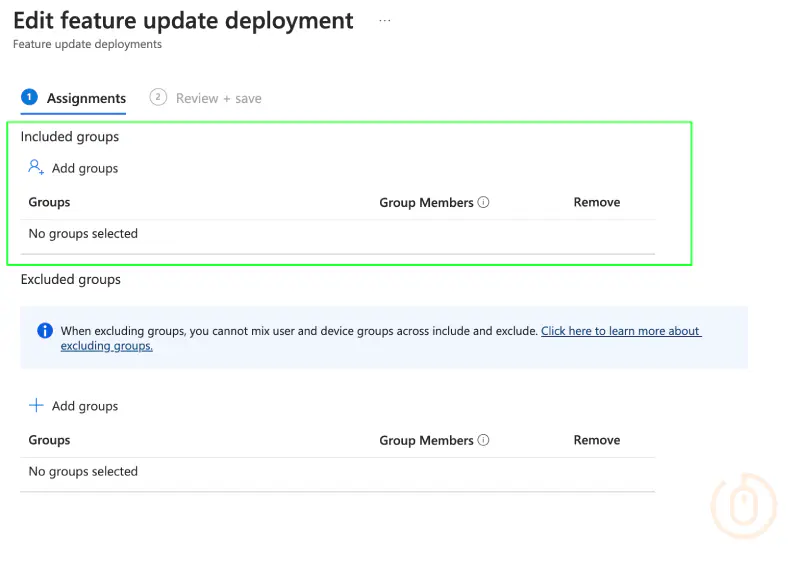 Edit feature update deployment ...
Feature update deployments
1 Assignments 2 Review + save
Included groups
Add groups
Groups Group Members Remove
No groups selected
Excluded groups
When excluding groups, you cannot mix user and device groups across include and exclude. Click here to learn more about
excluding groups.
Add groups
Groups Group Members Remove
No groups selected